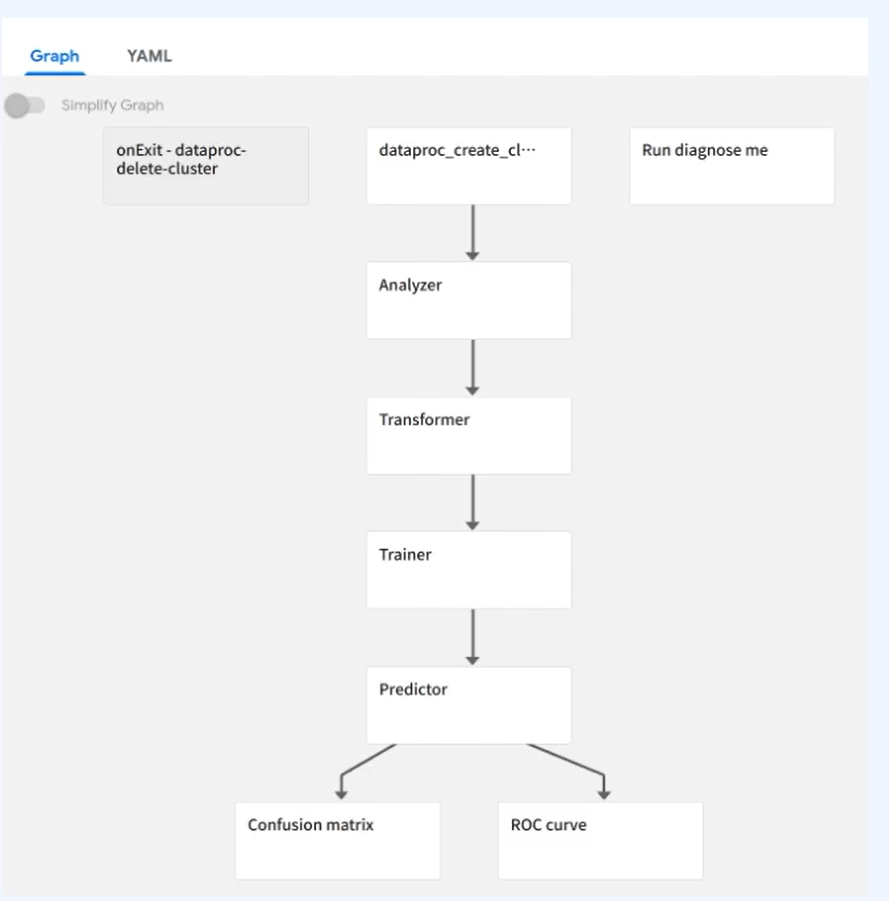 Graph YAML
Simplify Graph
onExit - dataproc-
delete-cluster
dataproc_create_cl···
Run diagnose me
Analyzer
Transformer
Trainer
Predictor
Confusion matrix
ROC curve